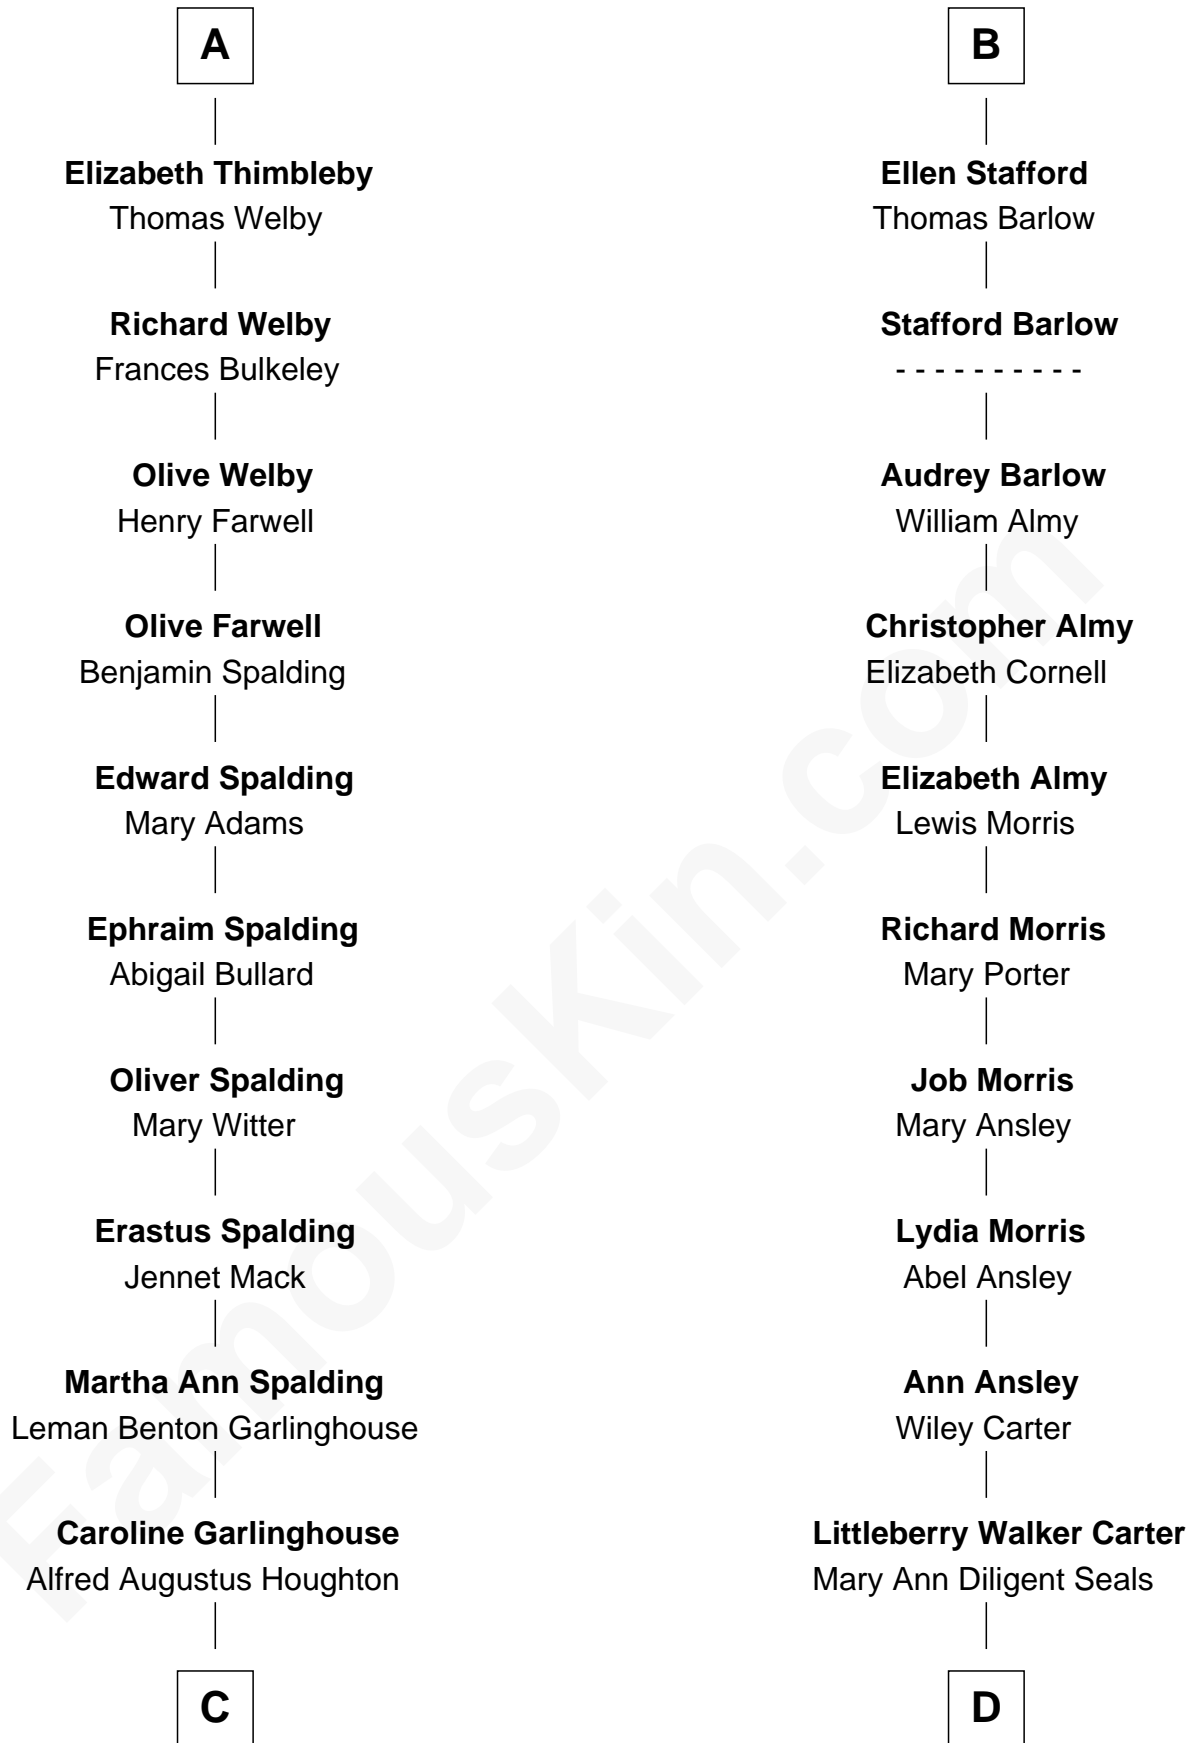 A
Elizabeth Thimbleby
Thomas Welby
Richard Welby
Frances Bulkeley
Olive Welby
Henry Farwell
Olive Farwell
Benjamin Spalding
Edward Spalding
Mary Adams
Ephraim Spalding
Abigail Bullard
Oliver Spalding
Mary Witter
Erastus Spalding
Jennet Mack
Martha Ann Spalding
Leman Benton Garlinghouse
Caroline Garlinghouse
Alfred Augustus Houghton
C
B
Ellen Stafford
Thomas Barlow
Stafford Barlow
- - - - - - - - - -
Audrey Barlow
William Almy
Christopher Almy
Elizabeth Cornell
Elizabeth Almy
Lewis Morris
Richard Morris
Mary Porter
Job Morris
Mary Ansley
Lydia Morris
Abel Ansley
Ann Ansley
Wiley Carter
Littleberry Walker Carter
Mary Ann Diligent Seals
D
FamousKin.com